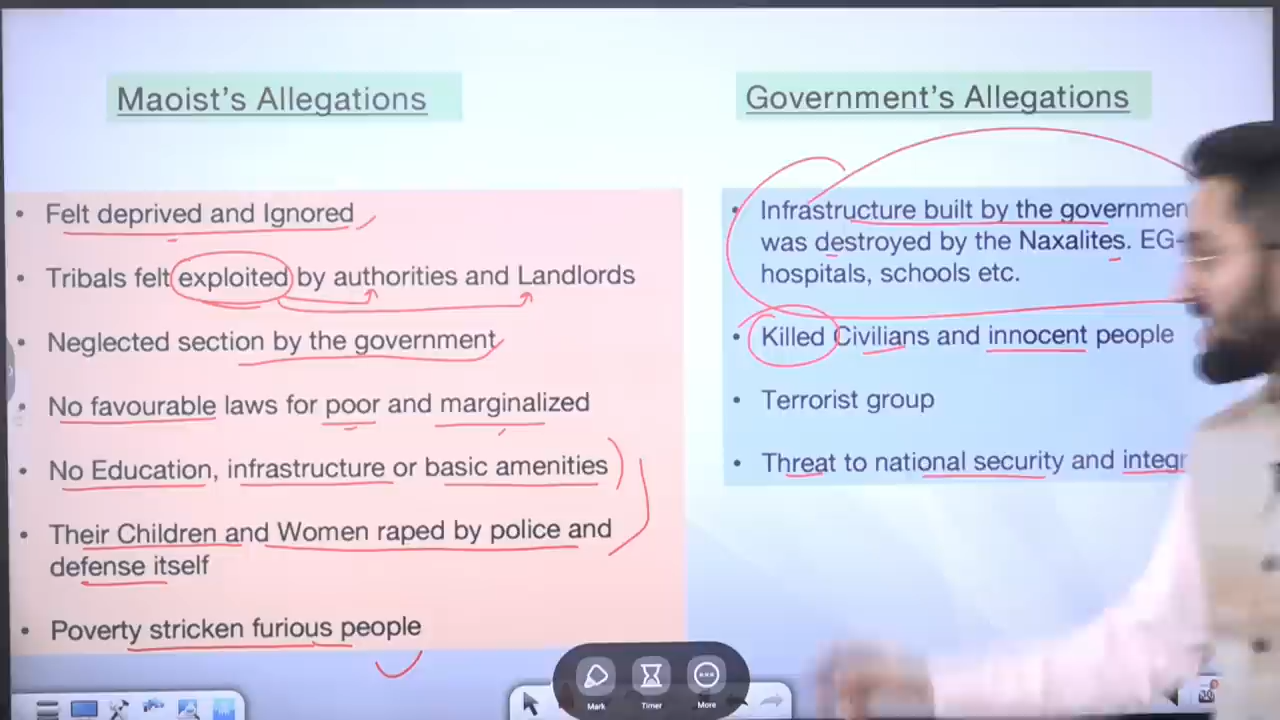 Maoist's Allegations
• Felt deprived and Ignored
• Tribals felt exploited by authorities and Landlords
• Neglected section by the government
• No favourable laws for poor and marginalized
• No Education, infrastructure or basic amenities
• Their Children and Women raped by police and
defense itself
• Poverty stricken furious people
Government's Allegations
• Infrastructure built by the governmen
was destroyed by the Naxalites. EG-
hospitals, schools etc.
• Killed Civilians and innocent people
• Terrorist group
• Threat to national security and integr
Mark
Timer
More